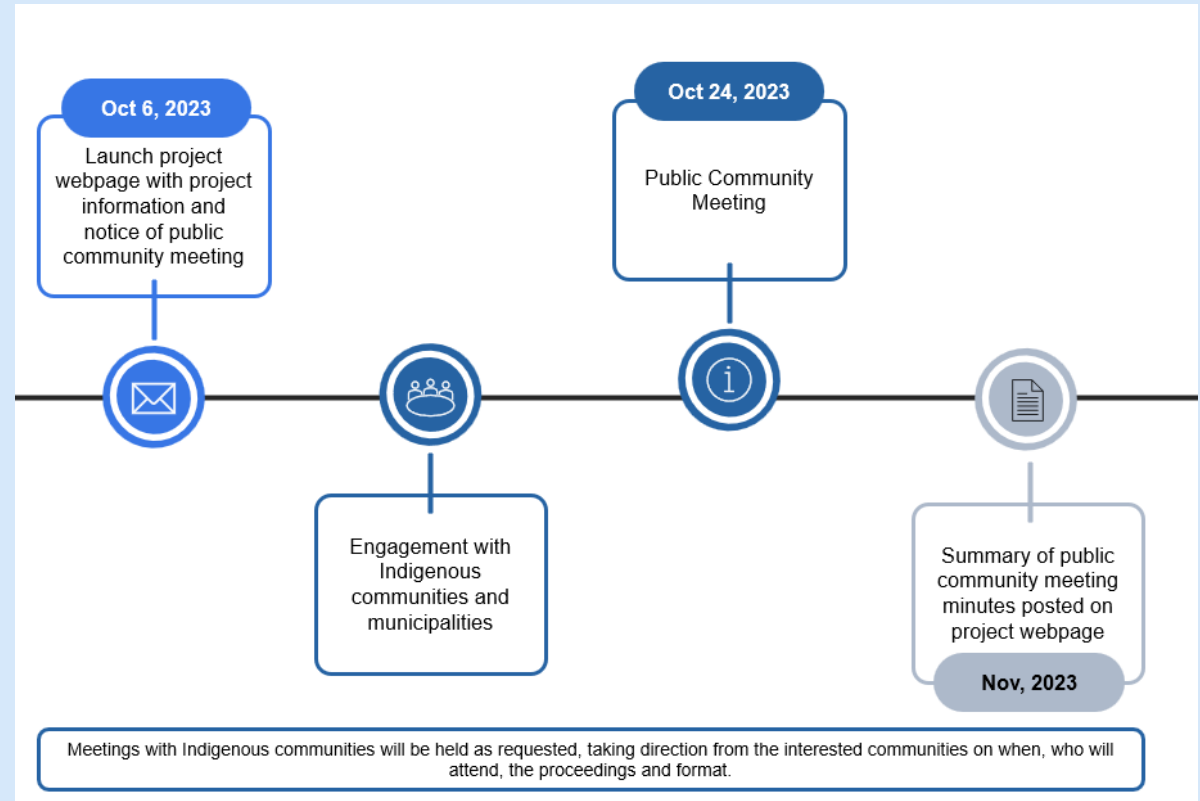 Oct 6, 2023
Launch project
webpage with project
information and
notice of public
community meeting
Engagement with
Indigenous
communities and
municipalities
Oct 24, 2023
Public Community
Meeting
i
Summary of public
community meeting
minutes posted on
project webpage
Nov, 2023
Meetings with Indigenous communities will be held as requested, taking direction from the interested communities on when, who will
attend, the proceedings and format.